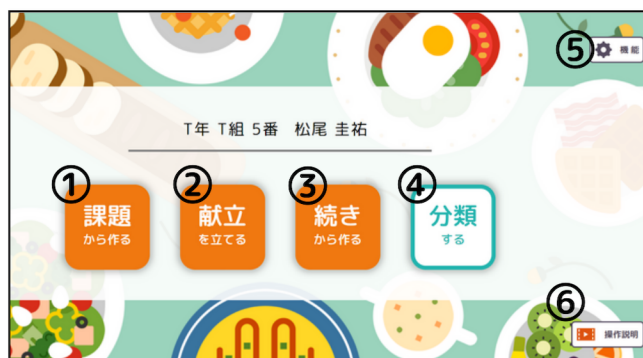 ⑤ 機能
T年 T組 5番 松尾 圭祐
① 課題
から作る
② 献立
を立てる
③ 続き
から作る
④ 分類
する
⑥ 操作説明